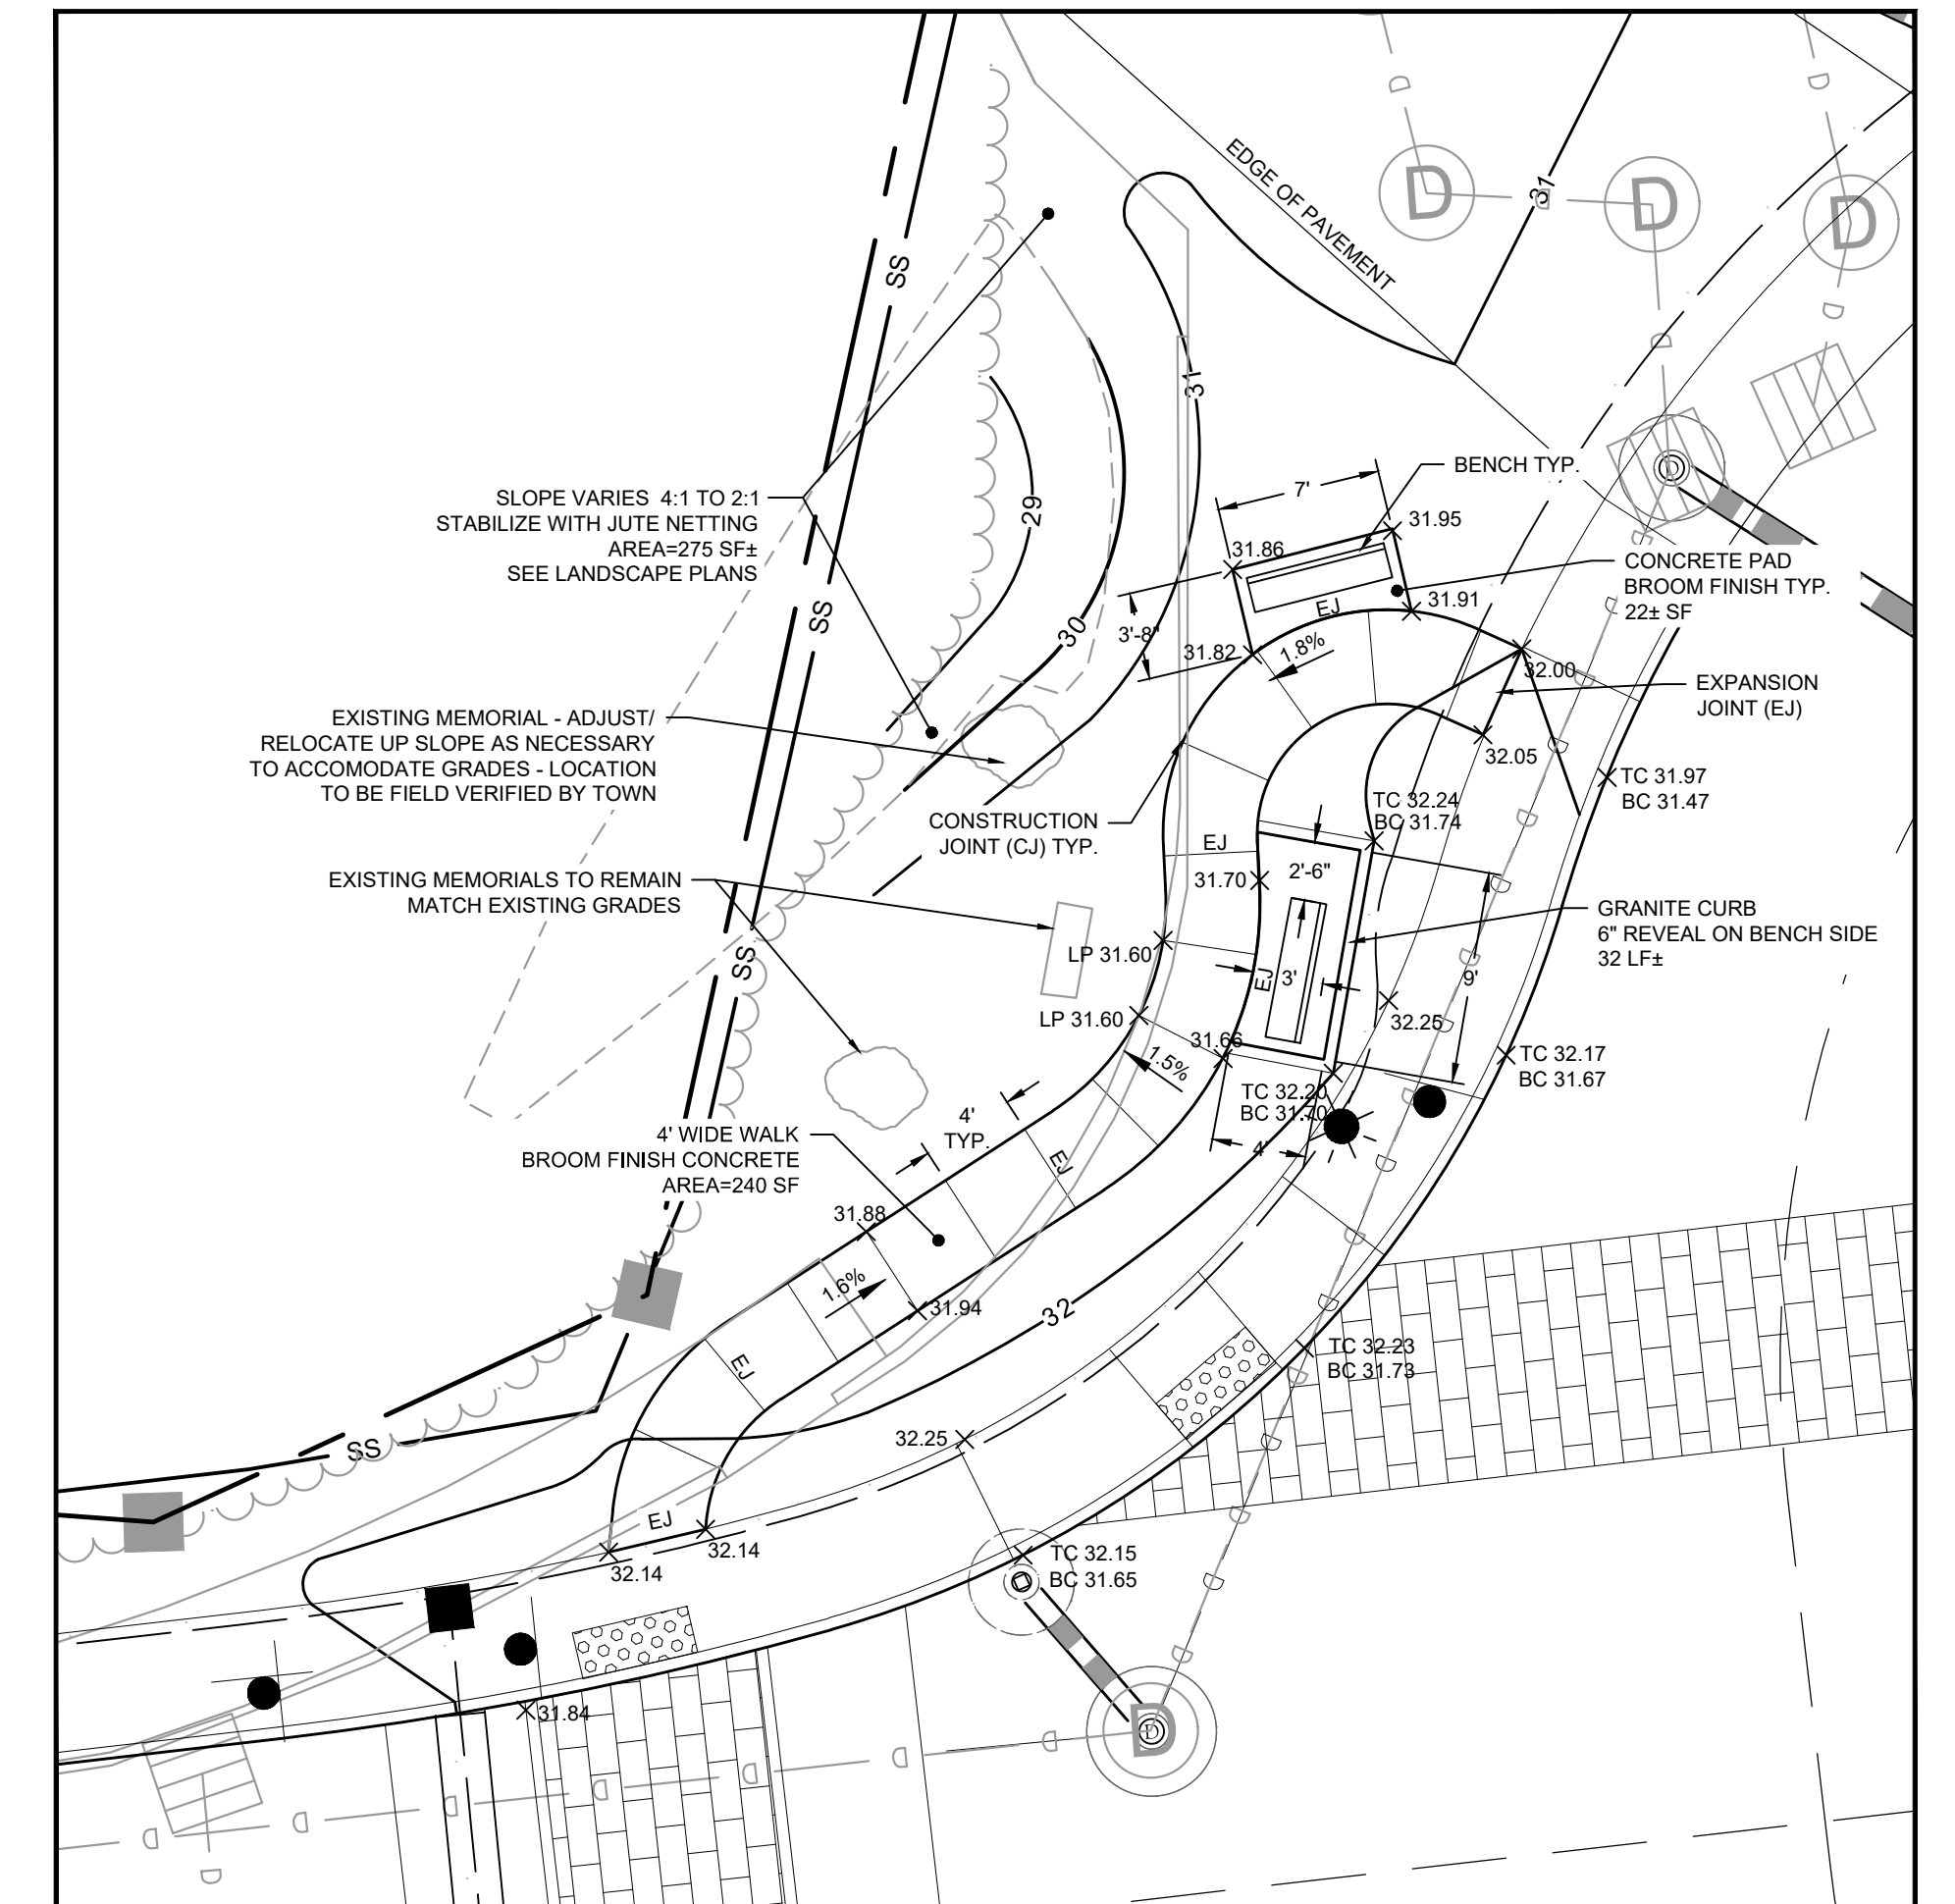 EDGE OF PAVEMENT
31
D
D
D
SS
31
BENCH TYP.
7'
SLOPE VARIES 4:1 TO 2:1
STABILIZE WITH JUTE NETTING
AREA=275 SF±
SEE LANDSCAPE PLANS
29
31.95
31.86
CONCRETE PAD
BROOM FINISH TYP.
22± SF
EJ
31.91
SS
30
3'-8"
31.82
1.8%
32.00
EXPANSION
JOINT (EJ)
EXISTING MEMORIAL - ADJUST/
RELOCATE UP SLOPE AS NECESSARY
TO ACCOMODATE GRADES - LOCATION
TO BE FIELD VERIFIED BY TOWN
32.05
TC 31.97
BC 31.47
TC 32.24
BC 31.74
CONSTRUCTION
JOINT (CJ) TYP.
EJ
2'-6"
31.70
EXISTING MEMORIALS TO REMAIN
MATCH EXISTING GRADES
GRANITE CURB
6" REVEAL ON BENCH SIDE
32 LF±
SS
LP 31.60
EJ
3'
9'
LP 31.60
32.25
31.66
1.5%
TC 32.17
BC 31.67
TC 32.20
BC 31.70
4'
TYP.
4'
4' WIDE WALK
BROOM FINISH CONCRETE
AREA=240 SF
EJ
31.88
1.6%
31.94
32
TC 32.23
BC 31.73
EJ
SS
32.25
EJ
32.14
32.14
TC 32.15
BC 31.65
31.84
D